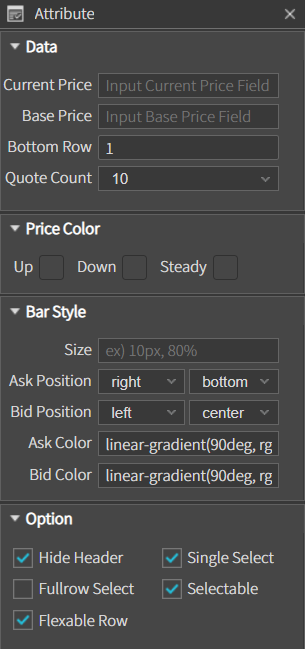 Attribute
Data
Current Price Input Current Price Field
Base Price Input Base Price Field
Bottom Row 1
Quote Count 10
Price Color
Up Down Steady
Bar Style
Size ex) 10px, 80%
Ask Position right bottom
Bid Position left center
Ask Color linear-gradient(90deg, rg
Bid Color linear-gradient(90deg, rg
Option
Hide Header Single Select
Fullrow Select Selectable
Flexable Row